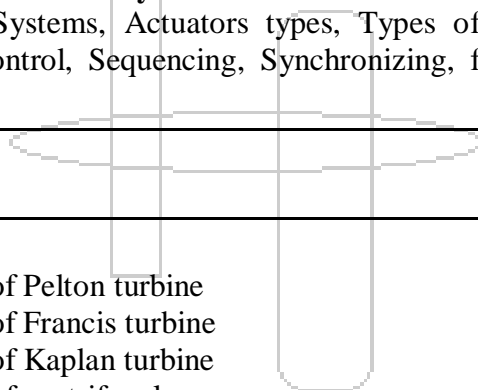 Systems, Actuators types, Types of
ontrol, Sequencing, Synchronizing, f
of Pelton turbine
of Francis turbine
of Kaplan turbine